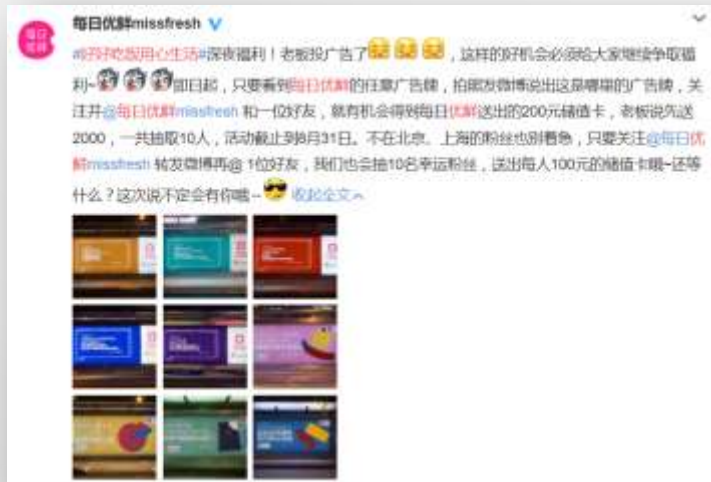 每日优鲜missfresh
#好好吃饭用心生活#深夜福利！老板投广告了，这样的好机会必须给大家继续争取福
利~即日起，只要看到每日优鲜的任意广告牌，拍照发微博说出这是哪里的广告牌，关
注并@每日优鲜missfresh 和一位好友，就有机会得到每日优鲜送出的200元储值卡，老板说先送
2000，一共抽取10人，活动截止到8月31日。不在北京、上海的粉丝也别着急，只要关注@每日优
鲜missfresh 转发微博再@ 1位好友，我们也会抽10名幸运粉丝，送出每人100元的储值卡哦~还等
什么？这次说不定会有你哦~ 收起全文
每日
优鲜